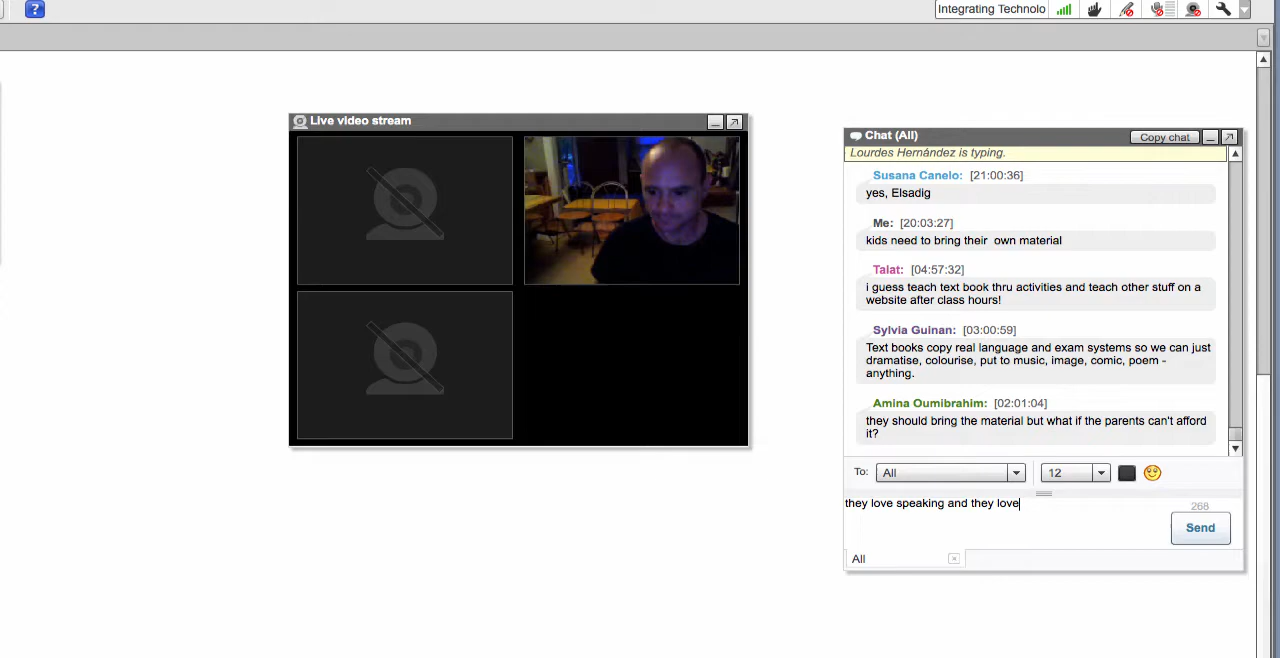 ?
Integrating Technolo
Live video stream
Chat (All)
Copy chat
Lourdes Hernández is typing.
Susana Canelo: [21:00:36]
yes, Elsadig
Me: [20:03:27]
kids need to bring their own material
Talat: [04:57:32]
i guess teach text book thru activities and teach other stuff on a
website after class hours!
Sylvia Guinan: [03:00:59]
Text books copy real language and exam systems so we can just
dramatise, colourise, put to music, image, comic, poem -
anything.
Amina Oumibrahim: [02:01:04]
they should bring the material but what if the parents can't afford
it?
To: All 12
they love speaking and they love
268
Send
All